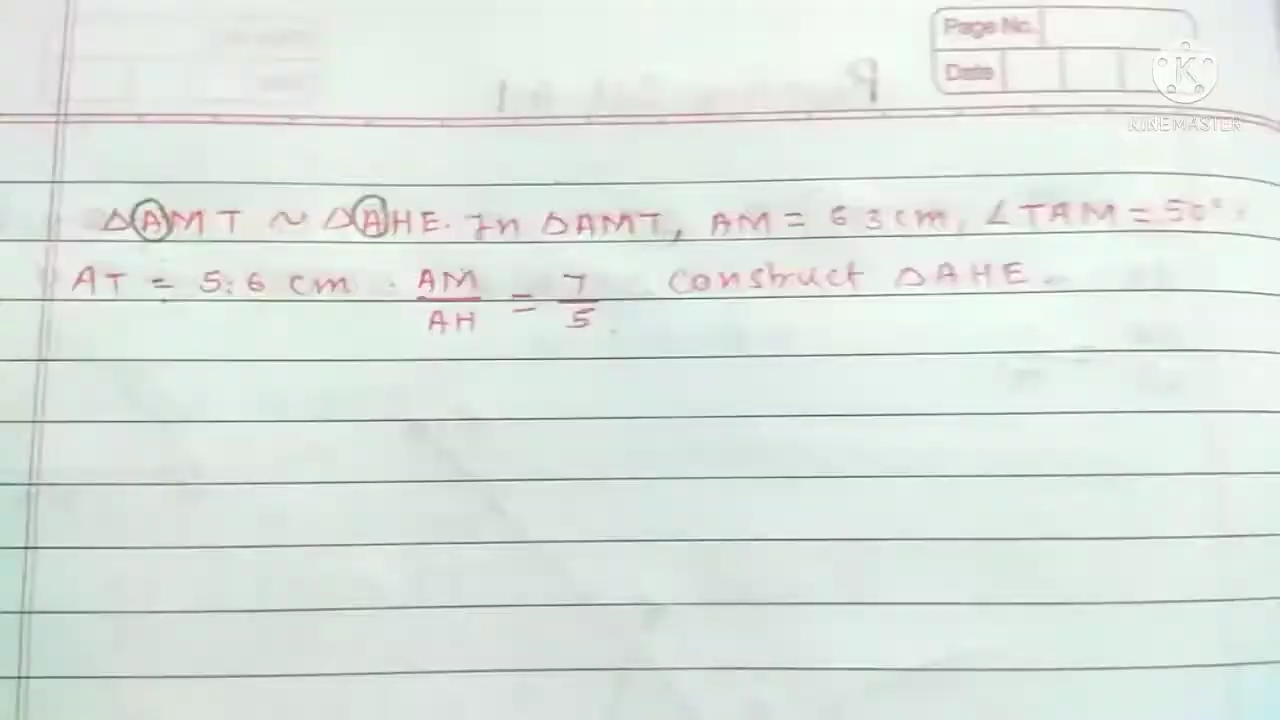 Page No.
Date
K
KINEMASTER
△AMT ~ △AHE. In △AMT, AM = 6.3 cm, ∠TAM = 50°.
AT = 5.6 cm. AM/AH = 7/5 construct △AHE.